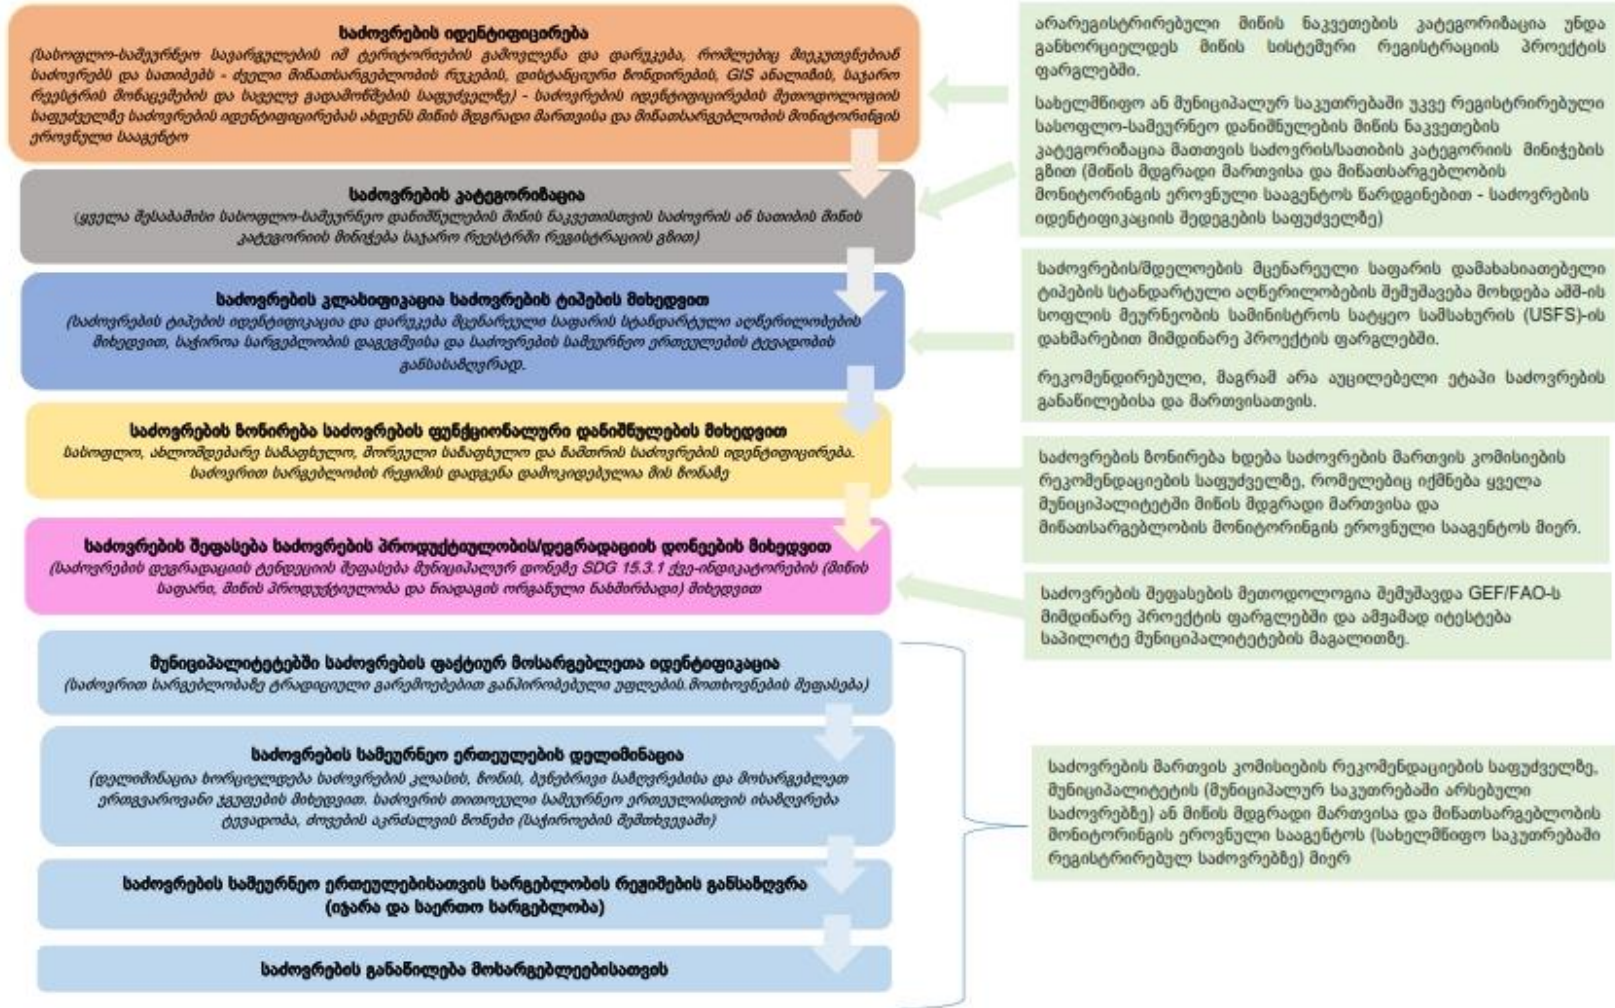 საძოვრების იდენტიფიცირება
(სასოფლო-სამეურნეო სავარგულების იმ ტერიტორიების გამოვლენა და დარუკება, რომლებიც მიეკუთვნებიან
საძოვრებს და სათიბებს - ძველი მიწათსარგებლობის რუკების, დისტანციური ზონდირების, GIS ანალიზის, საჯარო
რეესტრის მონაცემების და საველე გადამოწმების საფუძველზე) - საძოვრების იდენტიფიცირების მეთოდოლოგიის
საფუძველზე საძოვრების იდენტიფიცირებას ახდენს მიწის მდგრადი მართვისა და მიწათსარგებლობის მონიტორინგის
ეროვნული სააგენტო
საძოვრების კატეგორიზაცია
(ყველა შესაბამისი სასოფლო-სამეურნეო დანიშნულების მიწის ნაკვეთისთვის საძოვრის ან სათიბის მიწის
კატეგორიის მინიჭება საჯარო რეესტრში რეგისტრაციის გზით)
საძოვრების კლასიფიკაცია საძოვრების ტიპების მიხედვით
(საძოვრების ტიპების იდენტიფიკაცია და დარუკება მცენარეული საფარის სტანდარტული აღწერილობების
მიხედვით, საჭიროა სარგებლობის დაგეგმვისა და საძოვრების სამეურნეო ერთეულების ტევადობის
განსასაზღვრად.
საძოვრების ზონირება საძოვრების ფუნქციონალური დანიშნულების მიხედვით
სასოფლო, ახლომდებარე საზაფხულო, შორეული საზაფხულო და ზამთრის საძოვრების იდენტიფიცირება.
საძოვრით სარგებლობის რეჟიმის დადგენა დამოკიდებულია მის ზონაზე
საძოვრების შეფასება საძოვრების პროდუქტიულობის/დეგრადაციის დონეების მიხედვით
(საძოვრების დეგრადაციის ტენდეციის შეფასება მუნიციპალურ დონეზე SDG 15.3.1 ქვე-ინდიკატორების (მიწის
საფარი, მიწის პროდუქტიულობა და ნიადაგის ორგანული ნახშირბადი) მიხედვით
მუნიციპალიტეტებში საძოვრების ფაქტიურ მოსარგებლეთა იდენტიფიკაცია
(საძოვრით სარგებლობაზე ტრადიციული გარემოებებით განპირობებული უფლების.მოთხოვნების შეფასება)
საძოვრების სამეურნეო ერთეულების დელიმინაცია
(დელიმინაცია ხორციელდება საძოვრების კლასის, ზონის, ბუნებრივი საზღვრებისა და მოსარგებლეთ
ერთგვაროვანი ჯგუფების მიხედვით. საძოვრის თითოეული სამეურნეო ერთეულისთვის ისაზღვრება
ტევადობა, ძოვების აკრძალვის ზონები (საჭიროების შემთხვევაში)
საძოვრების სამეურნეო ერთეულებისათვის სარგებლობის რეჟიმების განსაზღვრა
(იჯარა და საერთო სარგებლობა)
საძოვრების განაწილება მოსარგებლეებისათვის
არარეგისტრირებული მიწის ნაკვეთების კატეგორიზაცია უნდა
განხორციელდეს მიწის სისტემური რეგისტრაციის პროექტის
ფარგლებში.
სახელმწიფო ან მუნიციპალურ საკუთრებაში უკვე რეგისტრირებული
სასოფლო-სამეურნეო დანიშნულების მიწის ნაკვეთების
კატეგორიზაცია მათთვის საძოვრის/სათიბის კატეგორიის მინიჭების
გზით (მიწის მდგრადი მართვისა და მიწათსარგებლობის
მონიტორინგის ეროვნული სააგენტოს წარდგინებით - საძოვრების
იდენტიფიკაციის შედეგების საფუძველზე)
საძოვრების/მდელოების მცენარეული საფარის დამახასიათებელი
ტიპების სტანდარტული აღწერილობების შემუშავება მოხდება აშშ-ის
სოფლის მეურნეობის სამინისტროს სატყეო სამსახურის (USFS)-ის
დახმარებით მიმდინარე პროექტის ფარგლებში.
რეკომენდირებული, მაგრამ არა აუცილებელი ეტაპი საძოვრების
განაწილებისა და მართვისათვის.
საძოვრების ზონირება ხდება საძოვრების მართვის კომისიების
რეკომენდაციების საფუძველზე, რომელებიც იქმნება ყველა
მუნიციპალიტეტში მიწის მდგრადი მართვისა და
მიწათსარგებლობის მონიტორინგის ეროვნული სააგენტოს მიერ.
საძოვრების შეფასების მეთოდოლოგია შემუშავდა GEF/FAO-ს
მიმდინარე პროექტის ფარგლებში და ამჟამად იტესტება
საპილოტე მუნიციპალიტეტების მაგალითზე.
საძოვრების მართვის კომისიების რეკომენდაციების საფუძველზე,
მუნიციპალიტეტის (მუნიციპალურ საკუთრებაში არსებული
საძოვრებზე) ან მიწის მდგრადი მართვისა და მიწათსარგებლობის
მონიტორინგის ეროვნული სააგენტოს (სახელმწიფო საკუთრებაში
რეგისტრირებულ საძოვრებზე) მიერ